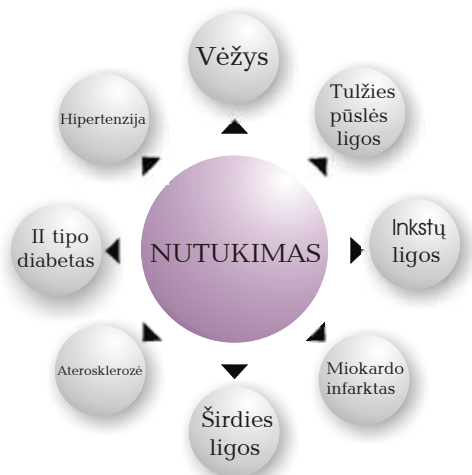 Vėžys
Hipertenzija
Tulžies
pūslės
ligos
II tipo
diabetas
NUTUKIMAS
Inkstų
ligos
Aterosklerozė
Miokardo
infarktas
Širdies
ligos